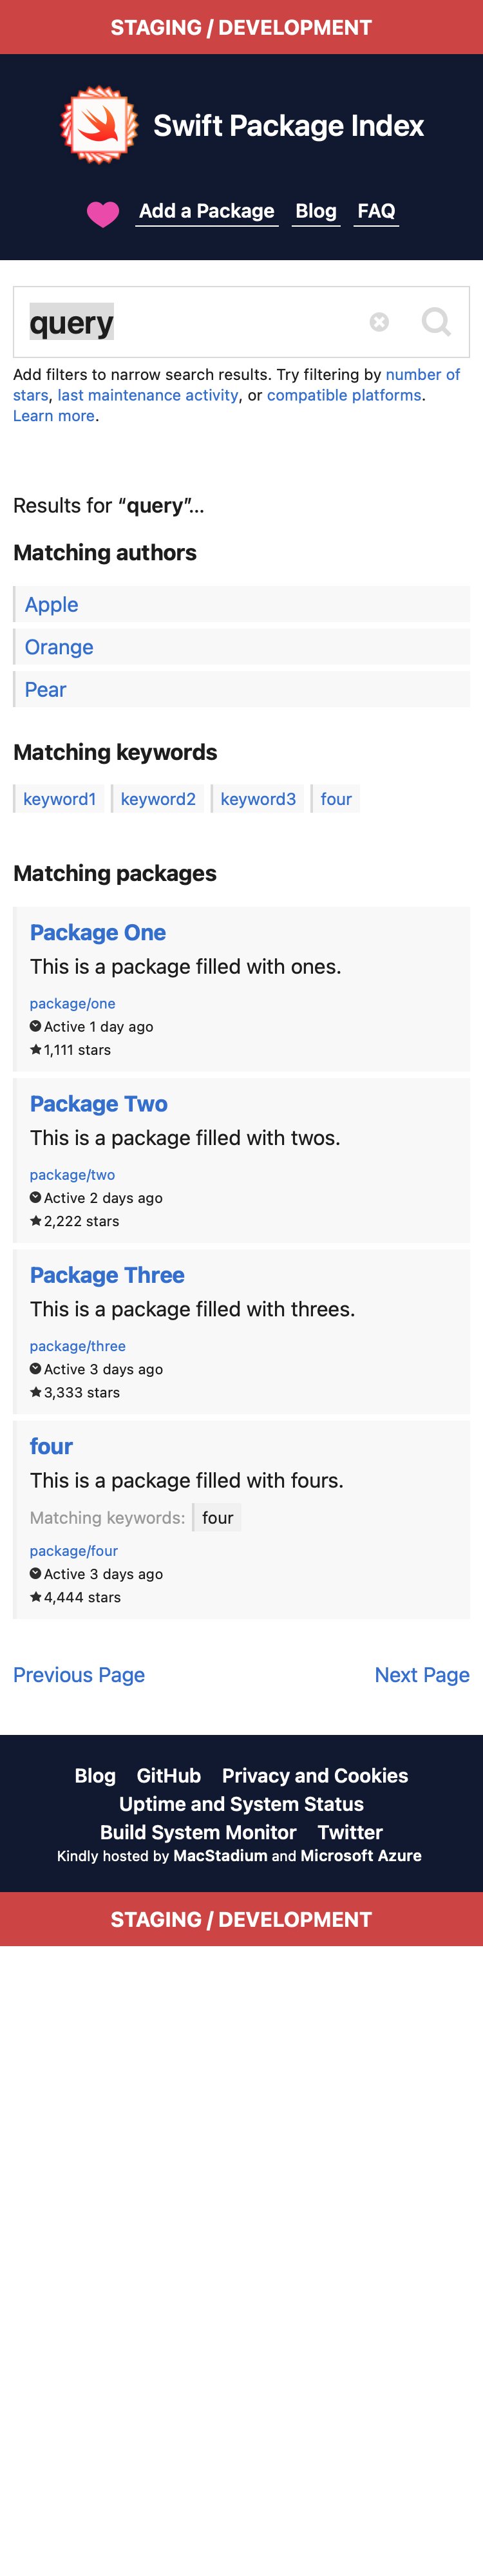 STAGING / DEVELOPMENT
Swift Package Index
Add a Package Blog FAQ
query
Add filters to narrow search results. Try filtering by number of
stars, last maintenance activity, or compatible platforms.
Learn more.
Results for “query”…
Matching authors
Apple
Orange
Pear
Matching keywords
keyword1 keyword2 keyword3 four
Matching packages
Package One
This is a package filled with ones.
package/one
Active 1 day ago
1,111 stars
Package Two
This is a package filled with twos.
package/two
Active 2 days ago
2,222 stars
Package Three
This is a package filled with threes.
package/three
Active 3 days ago
3,333 stars
four
This is a package filled with fours.
Matching keywords: four
package/four
Active 3 days ago
4,444 stars
Previous Page Next Page
Blog GitHub Privacy and Cookies
Uptime and System Status
Build System Monitor Twitter
Kindly hosted by MacStadium and Microsoft Azure
STAGING / DEVELOPMENT